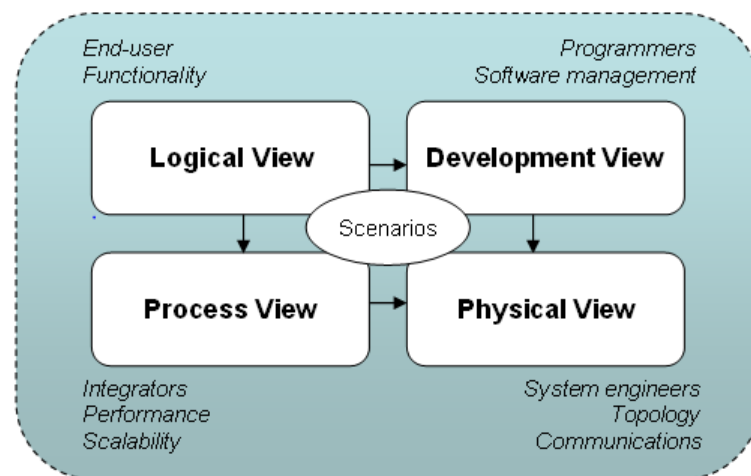 End-user
Functionality
Programmers
Software management
Logical View
Development View
Scenarios
Process View
Physical View
Integrators
Performance
Scalability
System engineers
Topology
Communications